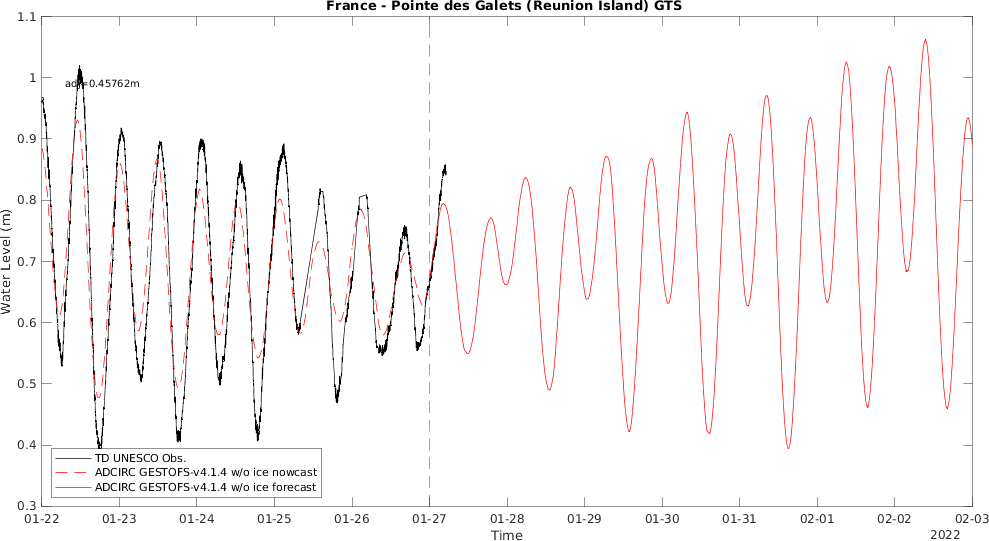 France - Pointe des Galets (Reunion Island) GTS
1.1
1
0.9
0.8
0.7
0.6
0.5
0.4
0.3
Water Level (m)
adj=0.45762m
TD UNESCO Obs.
ADCIRC GESTOFS-v4.1.4 w/o ice nowcast
ADCIRC GESTOFS-v4.1.4 w/o ice forecast
01-22 01-23 01-24 01-25 01-26 01-27 01-28 01-29 01-30 01-31 02-01 02-02 02-03
Time
2022